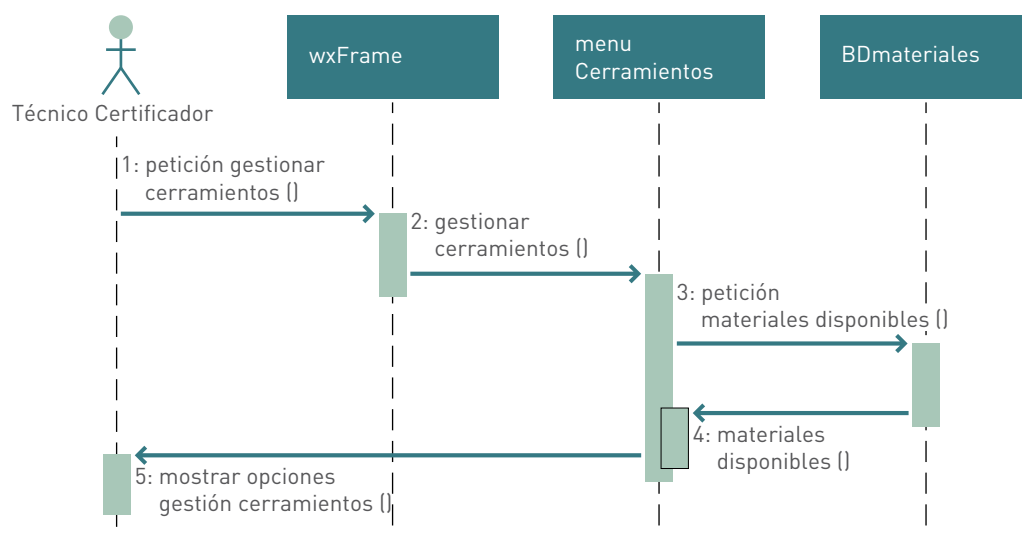 wxFrame
menu
Cerramientos
BDmateriales
Técnico Certificador
1: petición gestionar
cerramientos ()
2: gestionar
cerramientos ()
3: petición
materiales disponibles ()
4: materiales
disponibles ()
5: mostrar opciones
gestión cerramientos ()